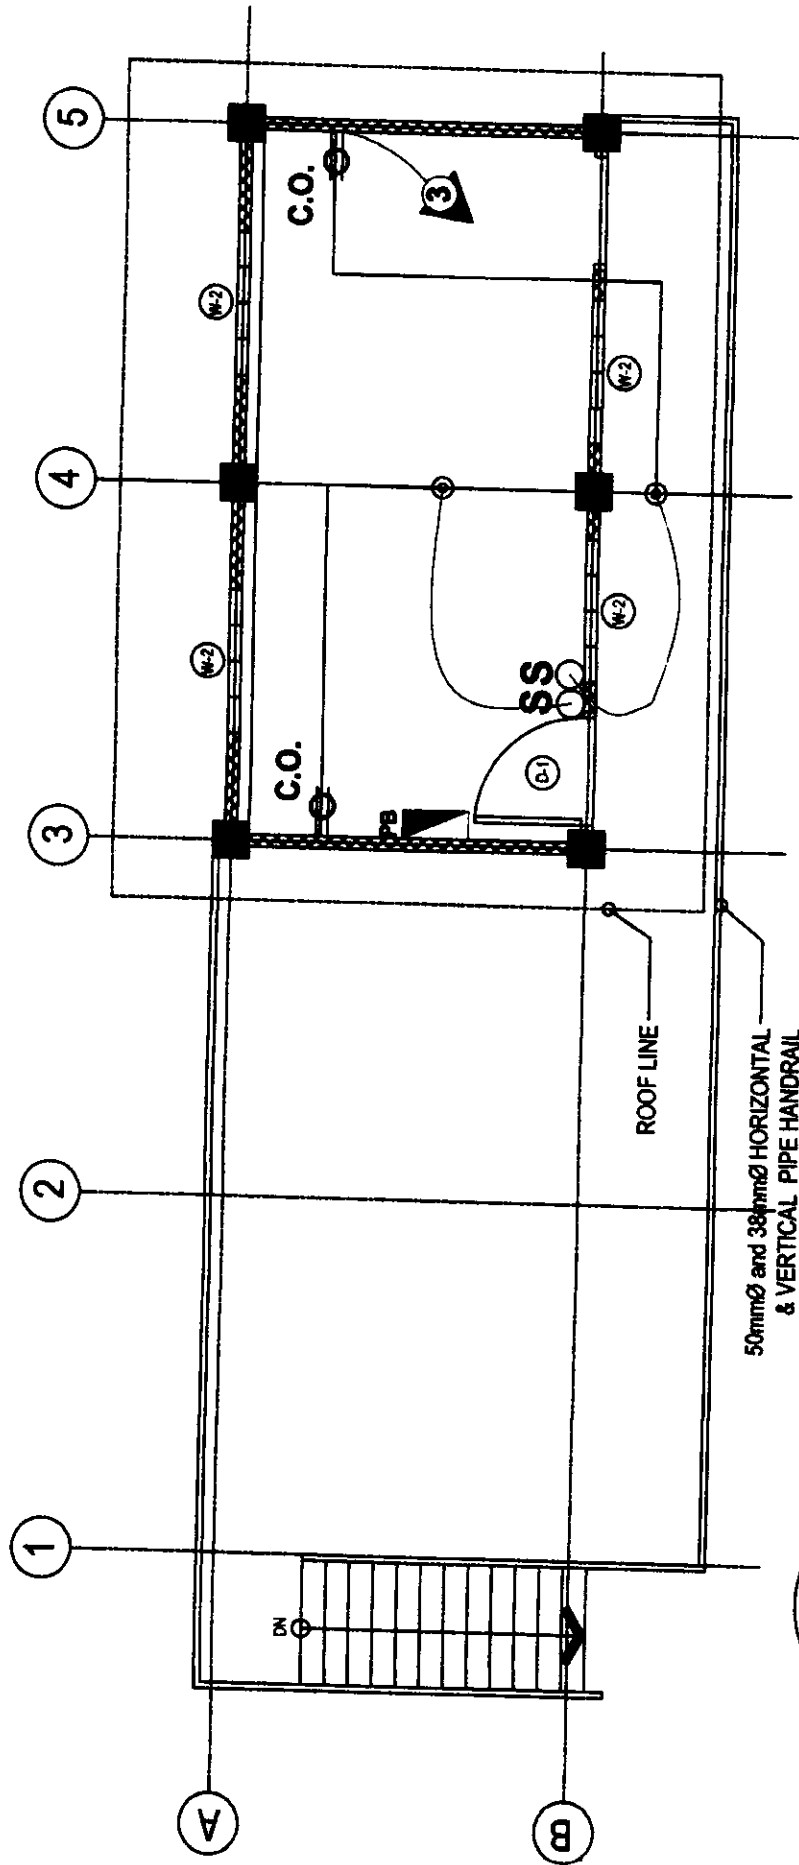 5
4
3
2
1
A
B
W-2
W-2
W-2
W-2
C.O.
C.O.
3
SS
D-1
PB
ROOF LINE
50mmØ and 38mmØ HORIZONTAL
& VERTICAL PIPE HANDRAIL
DN